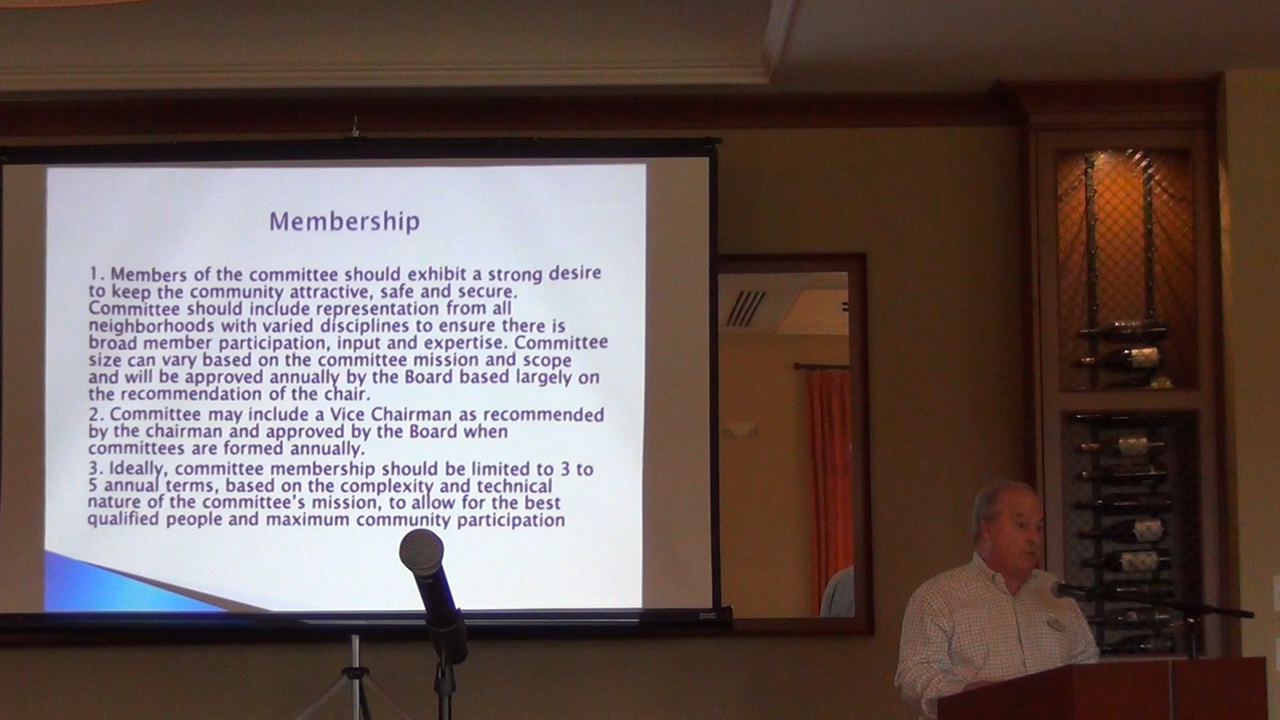 Membership
1. Members of the committee should exhibit a strong desire
to keep the community attractive, safe and secure.
Committee should include representation from all
neighborhoods with varied disciplines to ensure there is
broad member participation, input and expertise. Committee
size can vary based on the committee mission and scope
and will be approved annually by the Board based largely on
the recommendation of the chair.
2. Committee may include a Vice Chairman as recommended
by the chairman and approved by the Board when
committees are formed annually.
3. Ideally, committee membership should be limited to 3 to
5 annual terms, based on the complexity and technical
nature of the committee's mission, to allow for the best
qualified people and maximum community participation